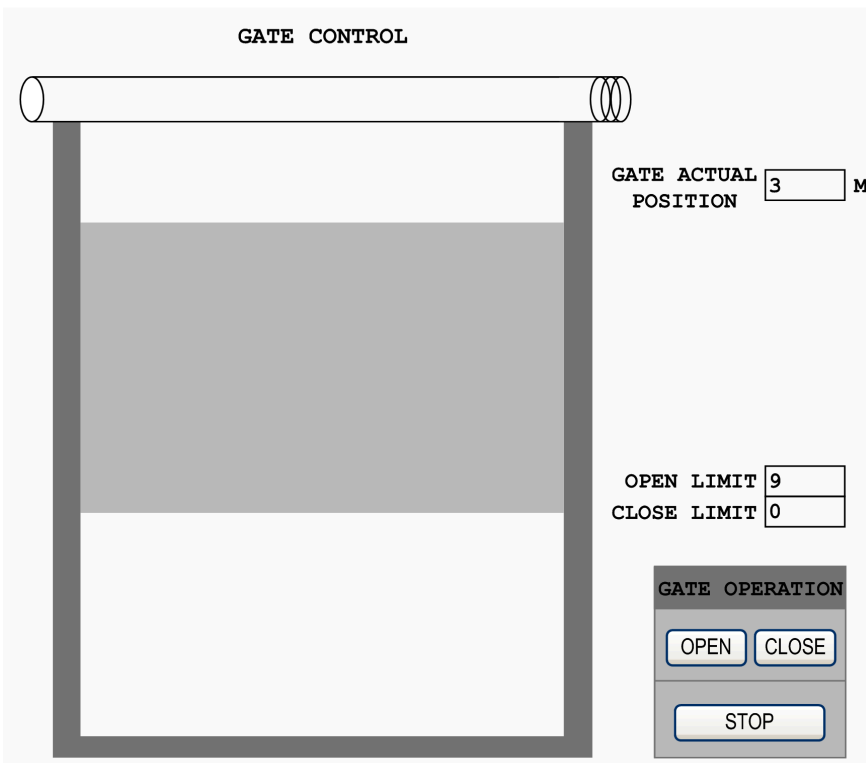 GATE CONTROL
GATE ACTUAL
POSITION
3
M
OPEN LIMIT 9
CLOSE LIMIT 0
GATE OPERATION
OPEN CLOSE
STOP